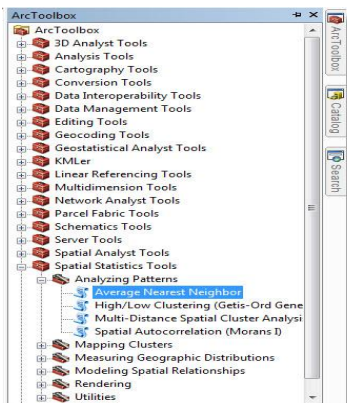 ArcToolbox
ArcToolbox
3D Analyst Tools
Analysis Tools
Cartography Tools
Conversion Tools
Data Interoperability Tools
Data Management Tools
Editing Tools
Geocoding Tools
Geostatistical Analyst Tools
KMLer
Linear Referencing Tools
Multidimension Tools
Network Analyst Tools
Parcel Fabric Tools
Schematics Tools
Server Tools
Spatial Analyst Tools
Spatial Statistics Tools
Analyzing Patterns
Average Nearest Neighbor
High/Low Clustering (Getis-Ord Gene
Multi-Distance Spatial Cluster Analysi
Spatial Autocorrelation (Morans I)
Mapping Clusters
Measuring Geographic Distributions
Modeling Spatial Relationships
Rendering
Utilities
ArcToolbox
Catalog
Search